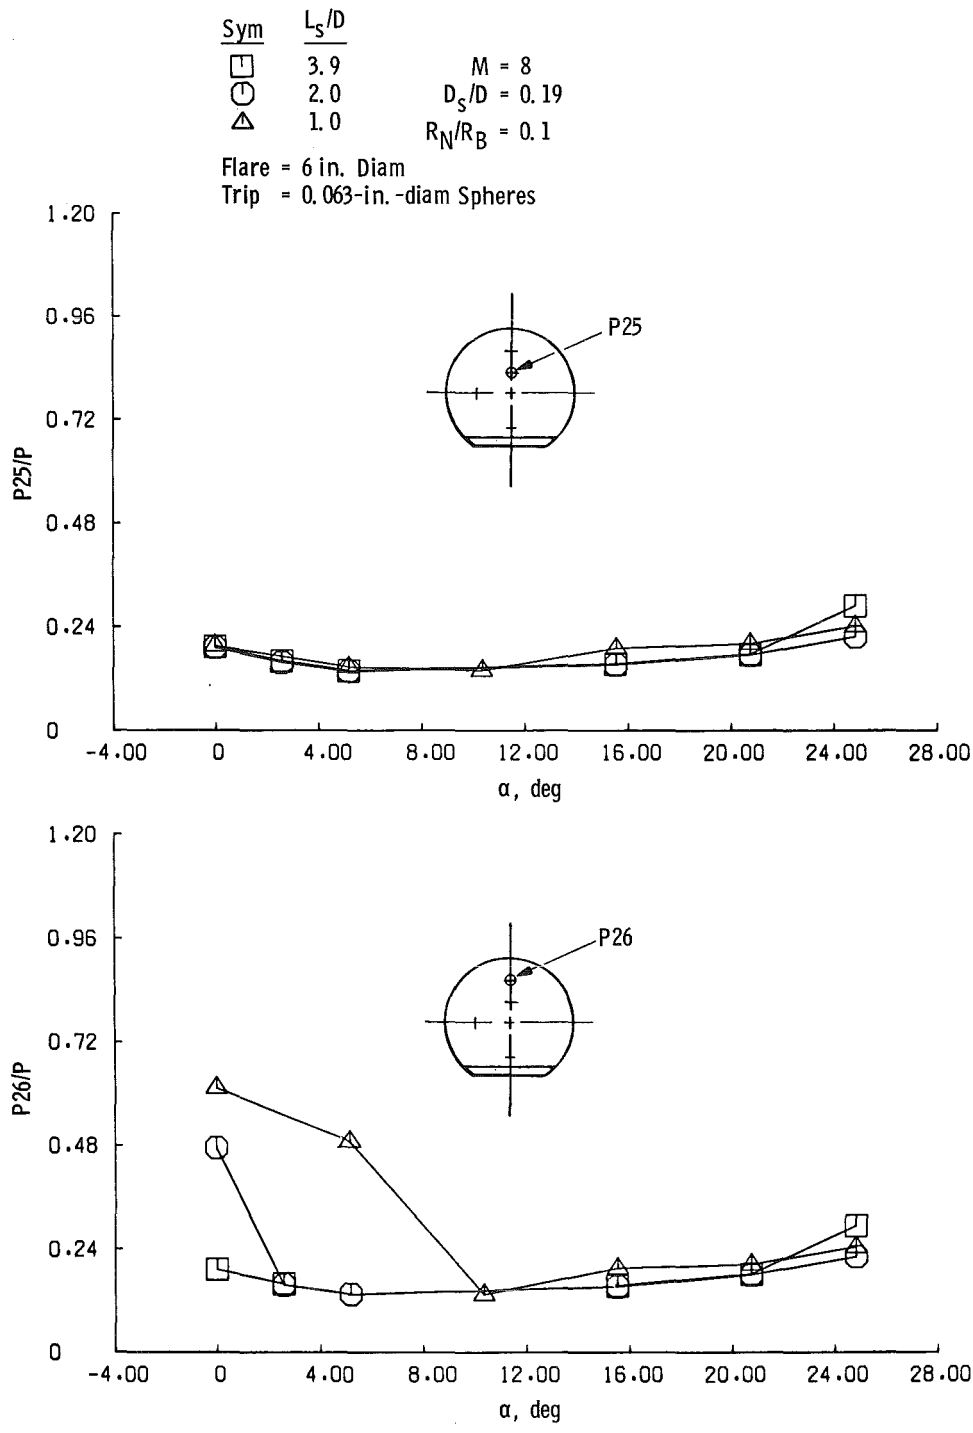 Sym Ls/D
3.9 M = 8
2.0 Ds/D = 0.19
1.0 RN/RB = 0.1
Flare = 6 in. Diam
Trip = 0.063-in.-diam Spheres
1.20
0.96
P25
0.72
P25/P
0.48
0.24
0
-4.00 0 4.00 8.00 12.00 16.00 20.00 24.00 28.00
α, deg
1.20
0.96
P26
0.72
P26/P
0.48
0.24
0
-4.00 0 4.00 8.00 12.00 16.00 20.00 24.00 28.00
α, deg